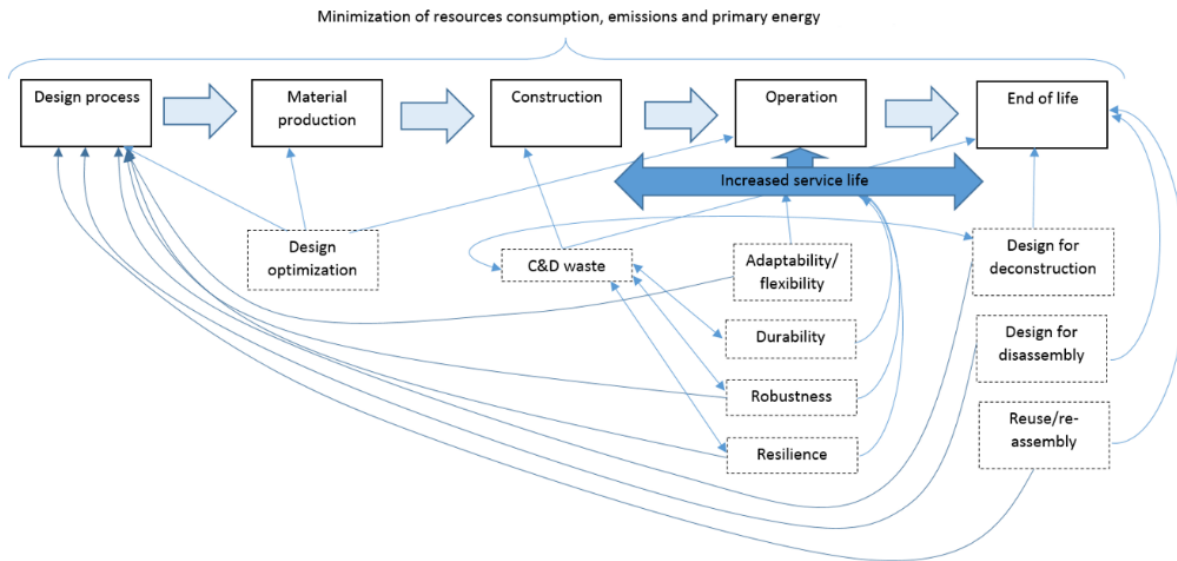 Minimization of resources consumption, emissions and primary energy
Design process
Material
production
Construction
Operation
End of life
Increased service life
Design
optimization
C&D waste
Adaptability/
flexibility
Design for
deconstruction
Durability
Design for
disassembly
Robustness
Reuse/re-
assembly
Resilience